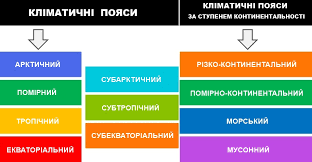 КЛІМАТИЧНІ ПОЯСИ
КЛІМАТИЧНІ ПОЯСИ
ЗА СТУПЕНЕМ КОНТИНЕНТАЛЬНОСТІ
АРКТИЧНИЙ
ПОМІРНИЙ
ТРОПІЧНИЙ
ЕКВАТОРІАЛЬНИЙ
СУБАРКТИЧНИЙ
СУБТРОПІЧНИЙ
СУБЕКВАТОРІАЛЬНИЙ
РІЗКО-КОНТИНЕНТАЛЬНИЙ
ПОМІРНО-КОНТИНЕНТАЛЬНИЙ
МОРСЬКИЙ
МУСОННИЙ